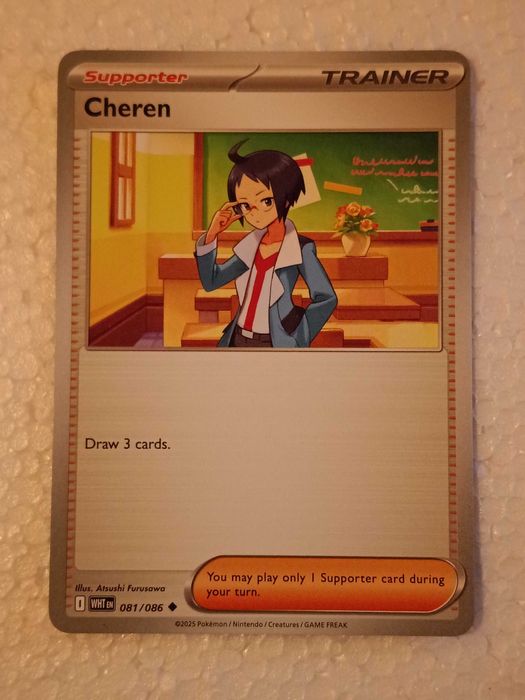 Supporter TRAINER
Cheren
Draw 3 cards.
Illus. Atsushi Furusawa
You may play only 1 Supporter card during
your turn.
I WHT EN 081/086 ◆
©2025 Pokémon / Nintendo / Creatures / GAME FREAK